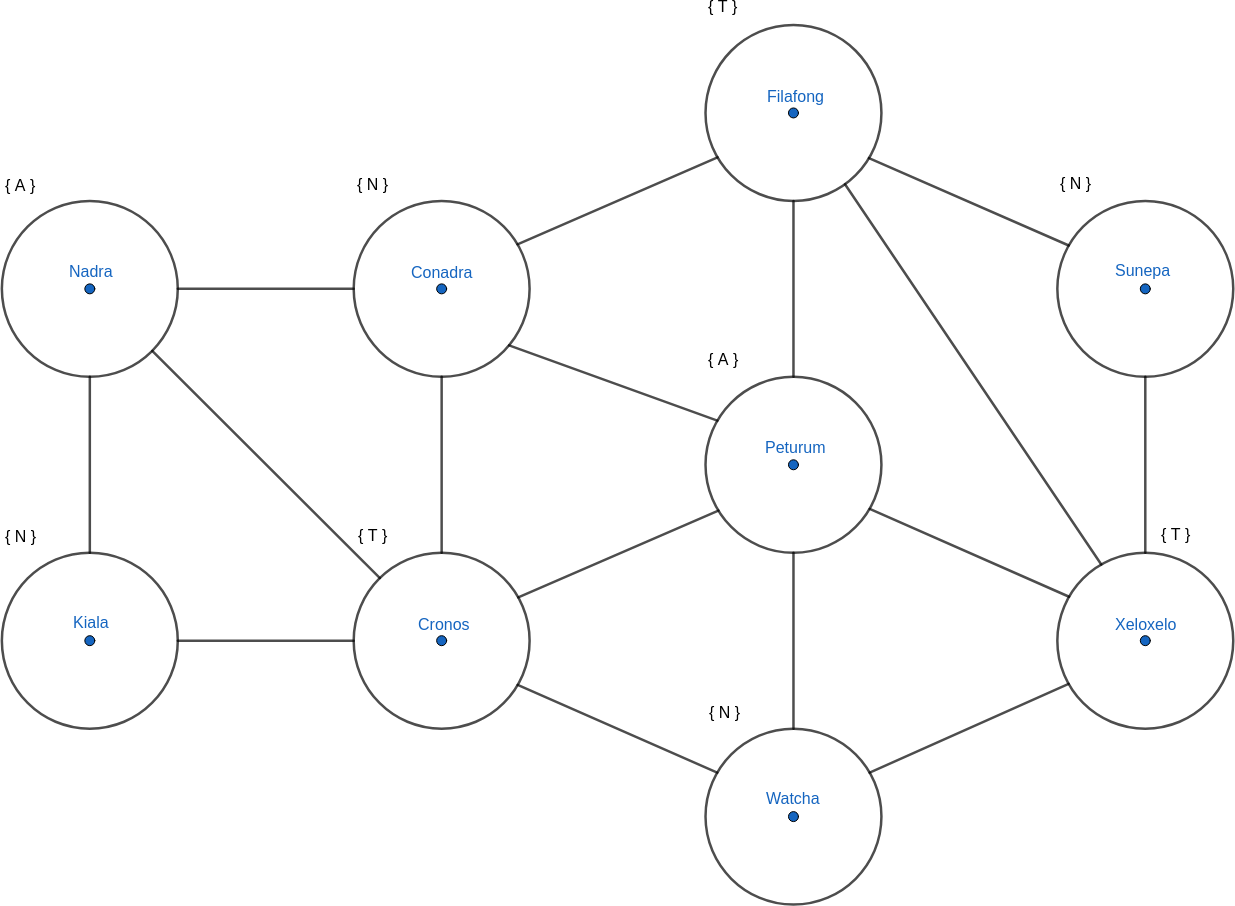 { T }
Filafong
{ A }
{ N }
{ N }
Nadra
Conadra
Sunepa
{ A }
Peturum
{ N }
{ T }
{ T }
Kiala
Cronos
Xeloxelo
{ N }
Watcha